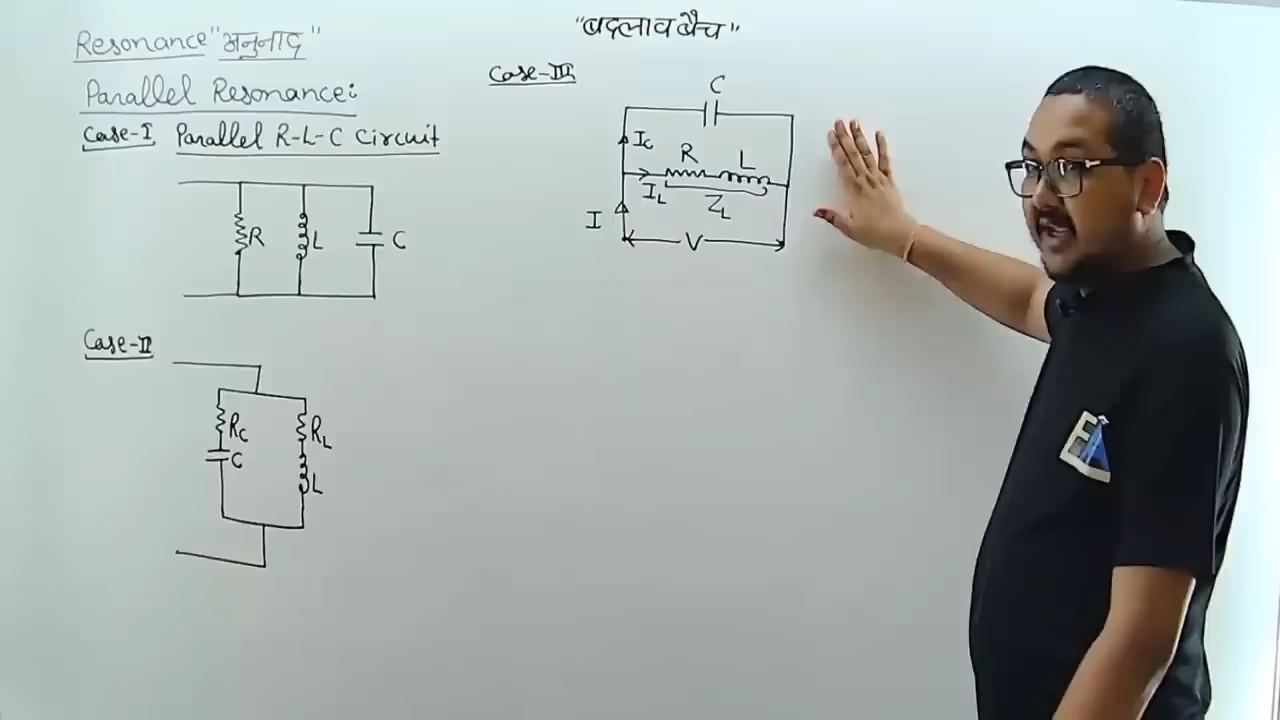 "बदलाव बैच"
Resonance "अनुनाद"
Parallel Resonance:
Case-I Parallel R-L-C Circuit
R
L
C
Case-II
RC
C
RL
L
Case-III
C
IC
R
L
IL
ZL
I
V